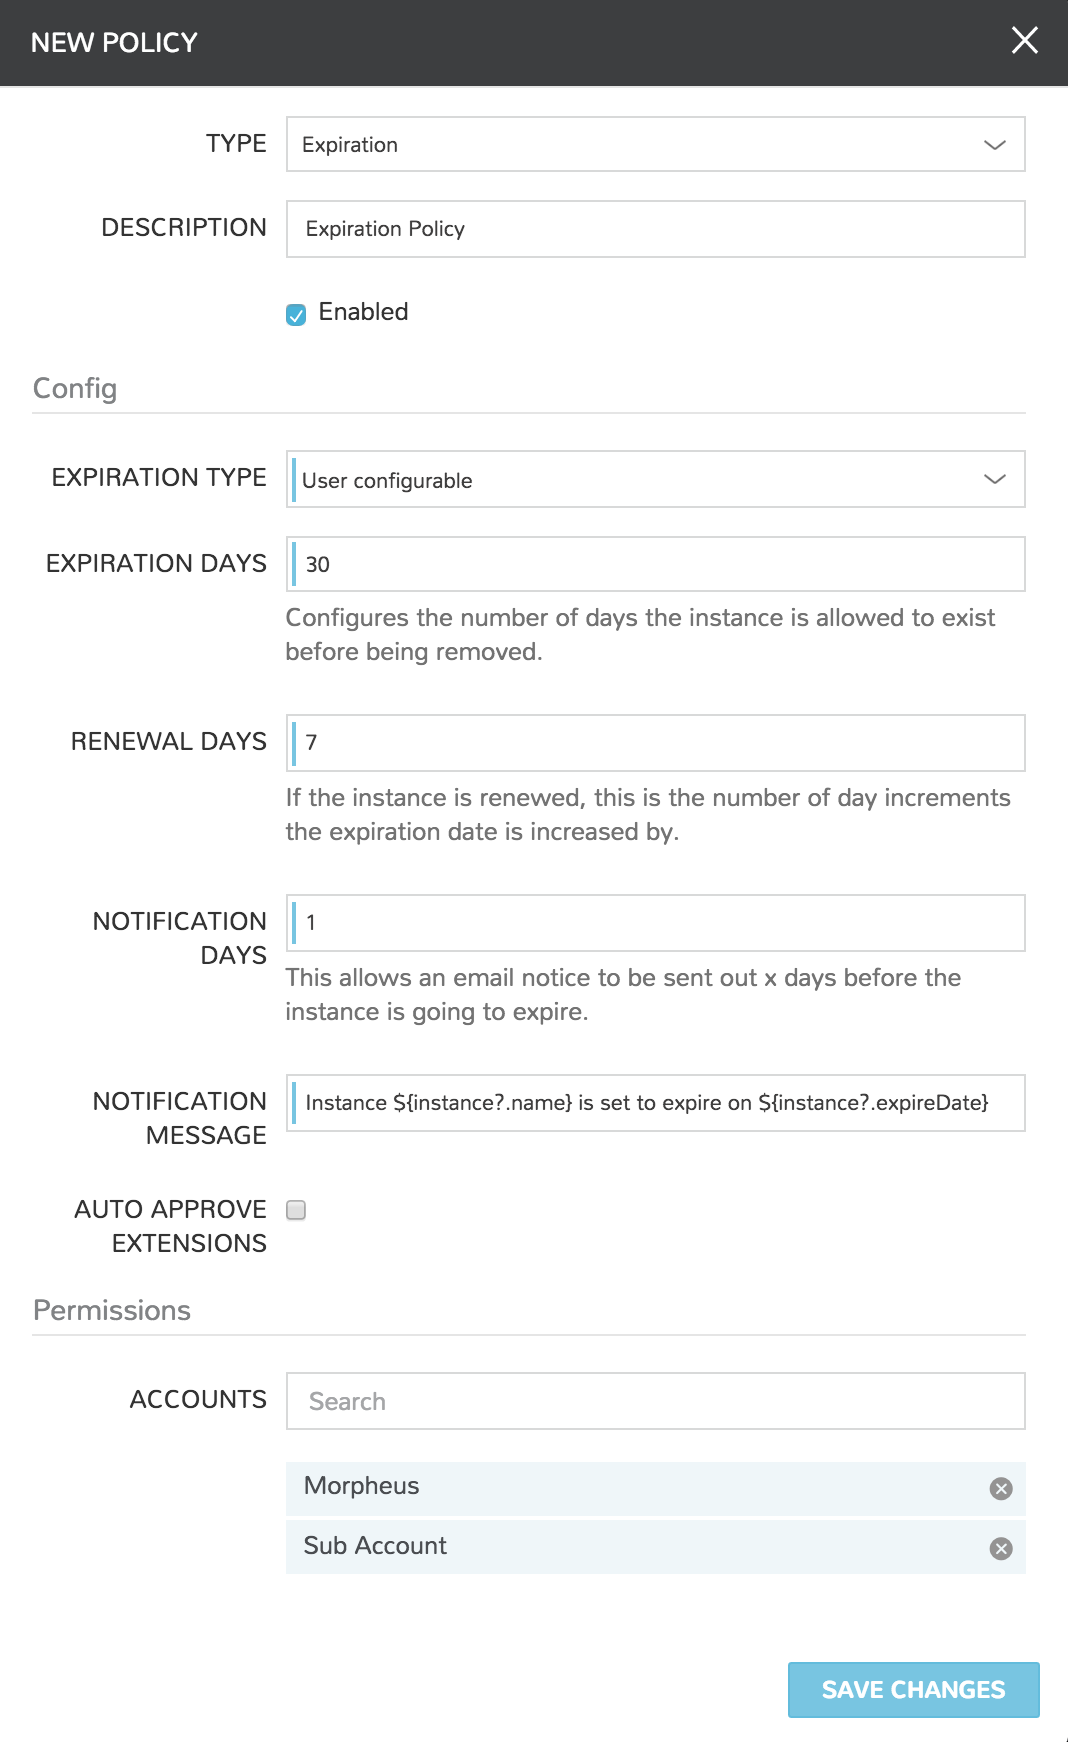 NEW POLICY
TYPE Expiration
DESCRIPTION Expiration Policy
Enabled
Config
EXPIRATION TYPE User configurable
EXPIRATION DAYS 30
Configures the number of days the instance is allowed to exist
before being removed.
RENEWAL DAYS 7
If the instance is renewed, this is the number of day increments
the expiration date is increased by.
NOTIFICATION
DAYS
1
This allows an email notice to be sent out x days before the
instance is going to expire.
NOTIFICATION
MESSAGE
Instance ${instance?.name} is set to expire on ${instance?.expireDate}
AUTO APPROVE
EXTENSIONS
Permissions
ACCOUNTS Search
Morpheus
Sub Account
SAVE CHANGES